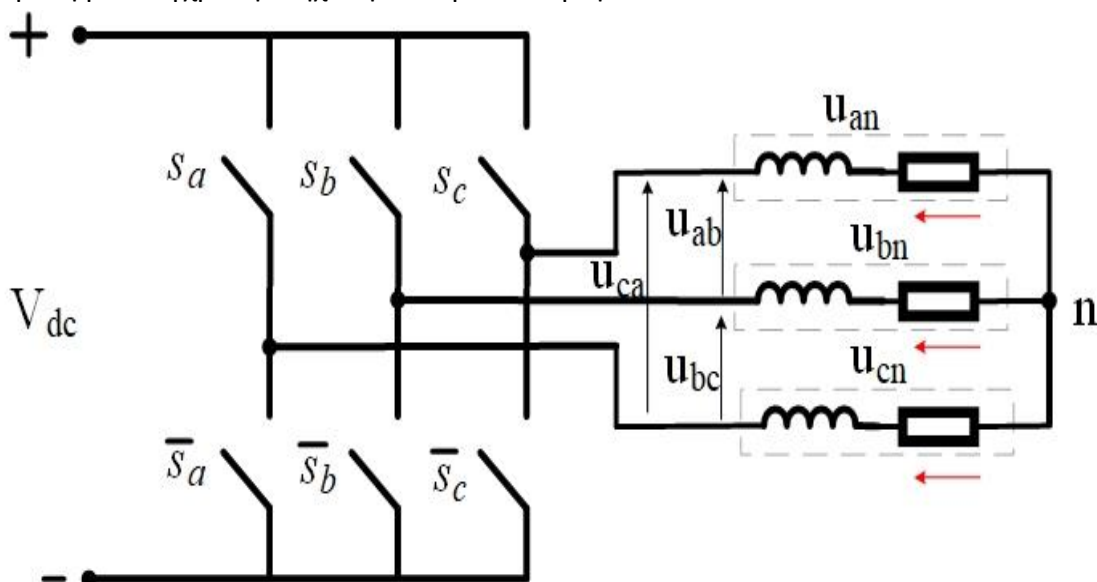 +
u_an
s_a
s_b
s_c
u_ab
u_bn
u_ca
V_dc
n
u_bc
u_cn
s̅_a
s̅_b
s̅_c
-